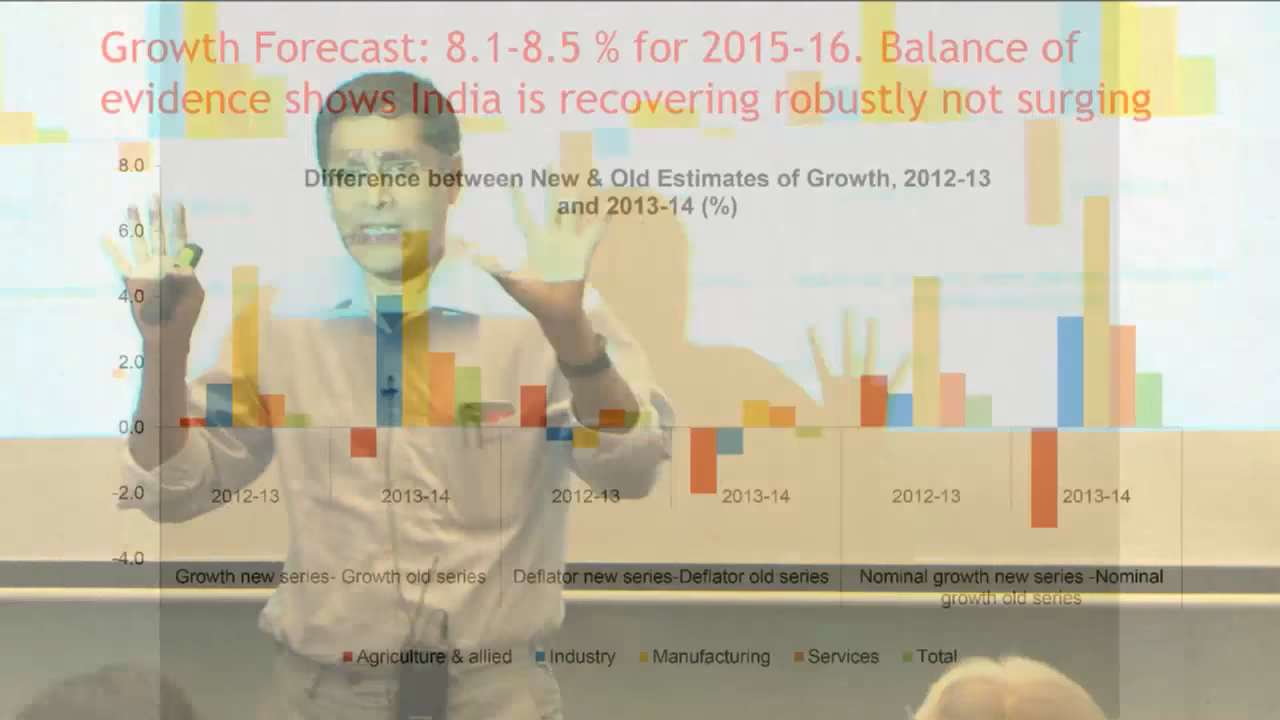 Growth Forecast: 8.1-8.5 % for 2015-16. Balance of
evidence shows India is recovering robustly not surging
Difference between New & Old Estimates of Growth, 2012-13
and 2013-14 (%)
8.0
6.0
4.0
2.0
0.0
-2.0
-4.0
2012-13 2013-14 2012-13 2013-14 2012-13 2013-14
Growth new series- Growth old series Deflator new series-Deflator old series Nominal growth new series -Nominal
growth old series
Agriculture & allied Industry Manufacturing Services Total